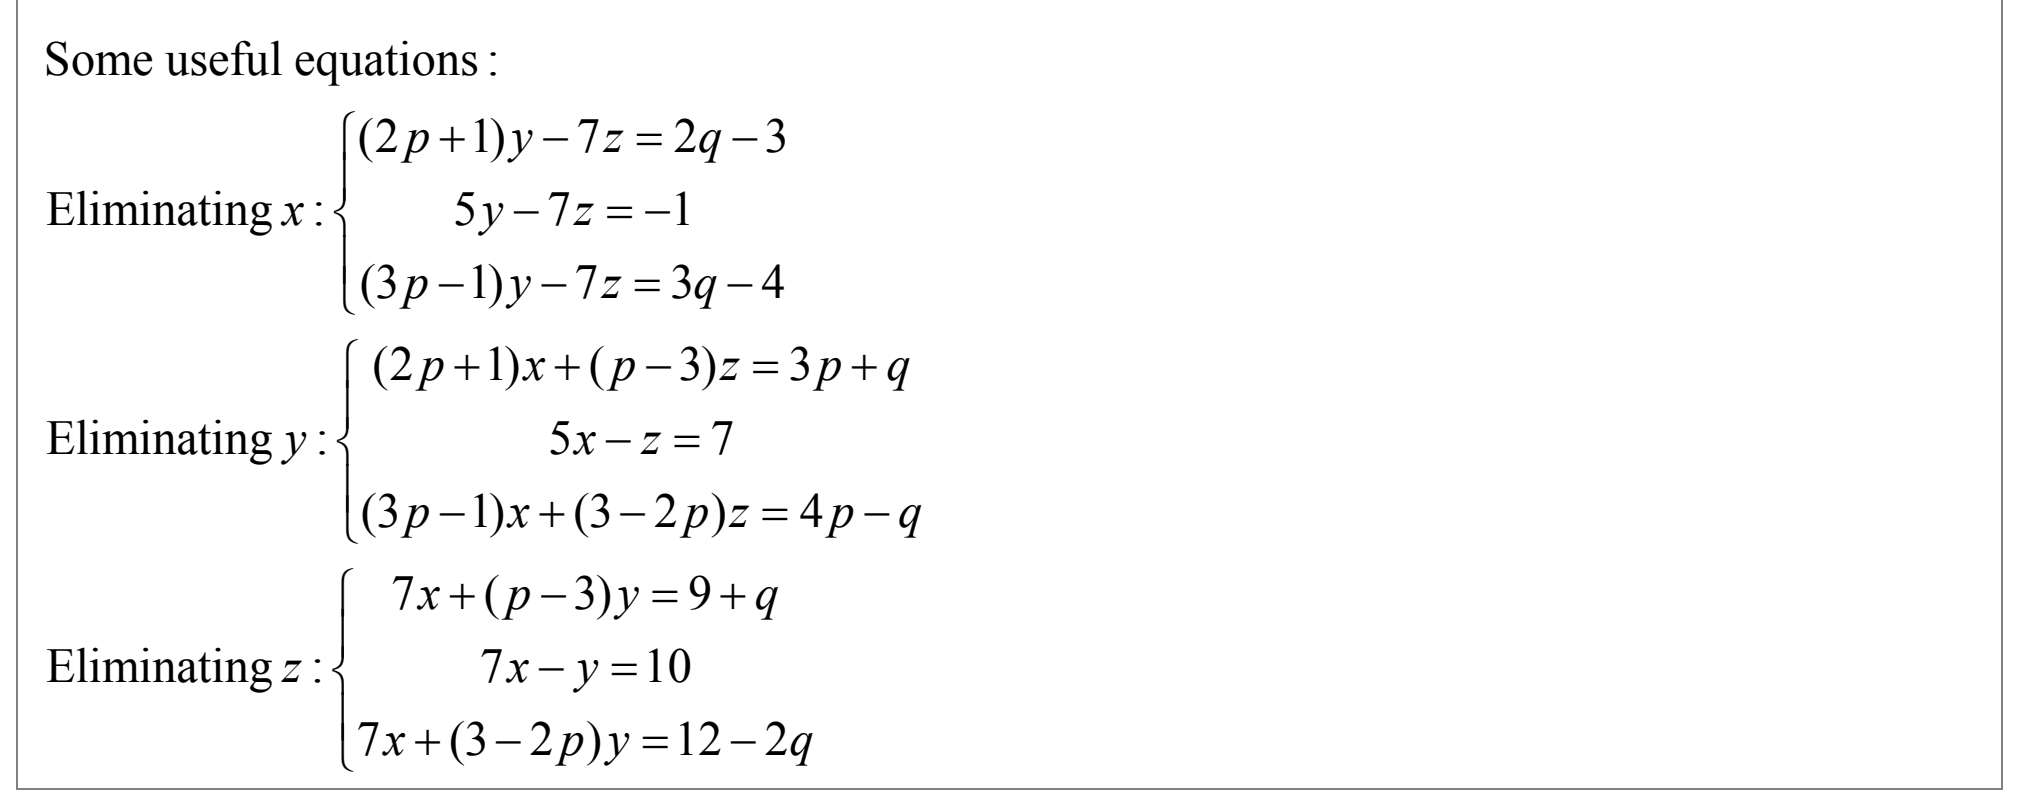 Some useful equations :
(2p + 1)y − 7z = 2q − 3
Eliminating x : { 5y − 7z = −1
(3p − 1)y − 7z = 3q − 4
(2p + 1)x + (p − 3)z = 3p + q
Eliminating y : { 5x − z = 7
(3p − 1)x + (3 − 2p)z = 4p − q
7x + (p − 3)y = 9 + q
Eliminating z : { 7x − y = 10
7x + (3 − 2p)y = 12 − 2q